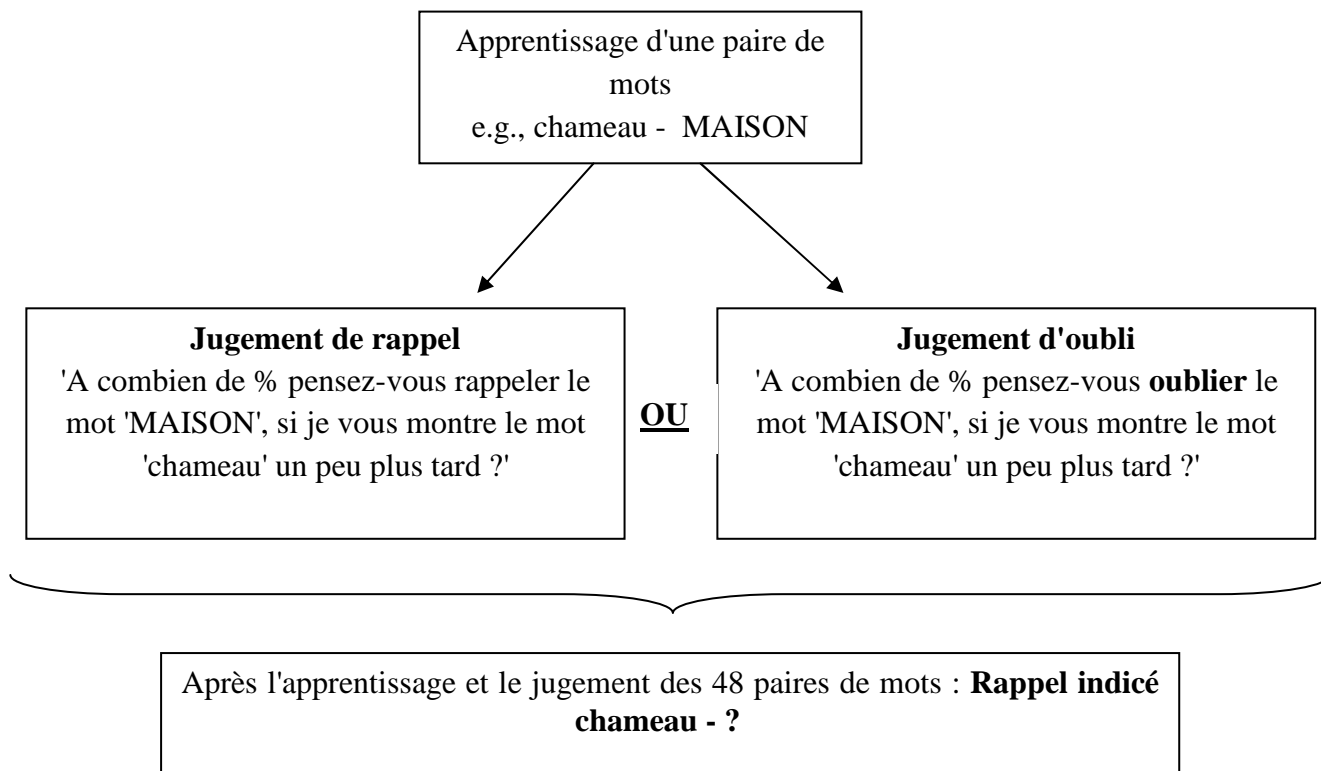 Apprentissage d'une paire de
mots
e.g., chameau - MAISON
Jugement de rappel
'A combien de % pensez-vous rappeler le
mot 'MAISON', si je vous montre le mot
'chameau' un peu plus tard ?'
OU
Jugement d'oubli
'A combien de % pensez-vous oublier le
mot 'MAISON', si je vous montre le mot
'chameau' un peu plus tard ?'
Après l'apprentissage et le jugement des 48 paires de mots : Rappel indicé
chameau - ?